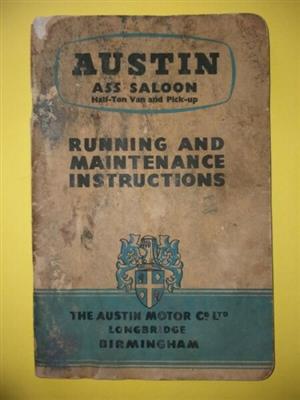 AUSTIN
A55 SALOON
Half-Ton Van and Pick-up
RUNNING AND
MAINTENANCE
INSTRUCTIONS
THE AUSTIN MOTOR CO LTD
LONGBRIDGE
BIRMINGHAM